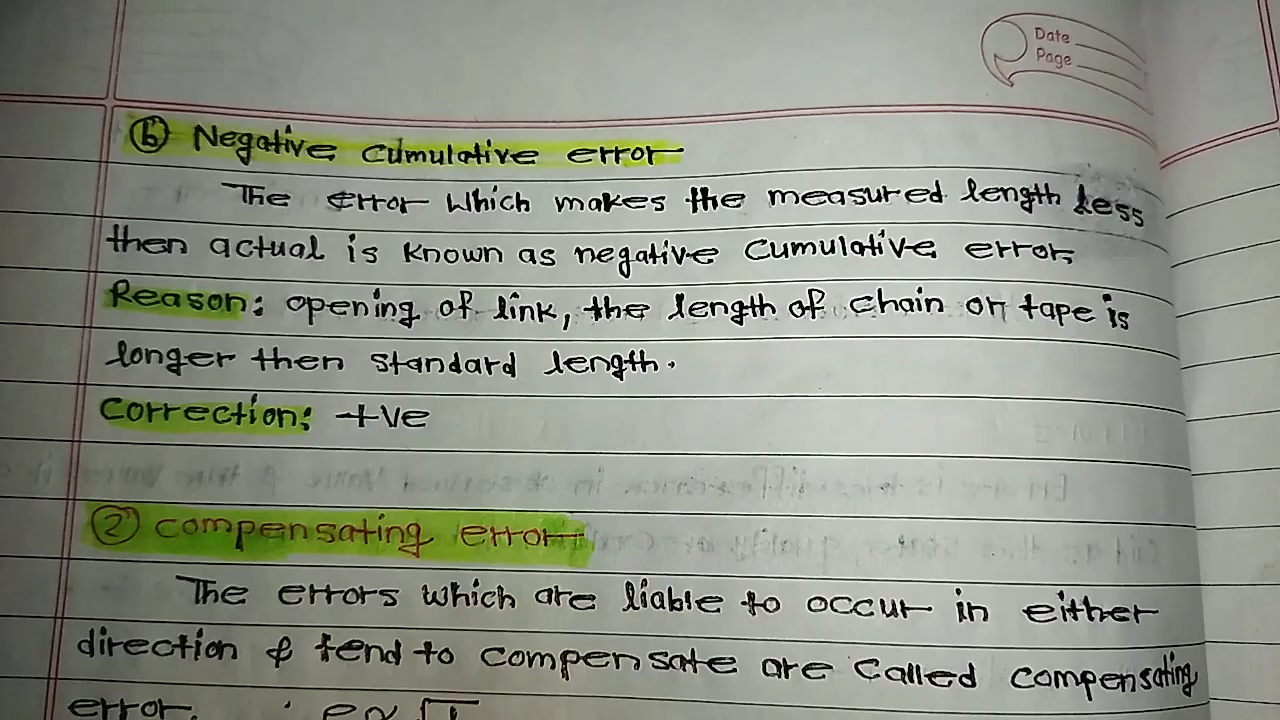 Date
Page
(b) Negative cumulative error
The error which makes the measured length less
then actual is known as negative cumulative error.
Reason: opening of link, the length of chain or tape is
longer then standard length.
Correction: +ve
(2) compensating error
The errors which are liable to occur in either
direction & tend to compensate are called compensating
error.